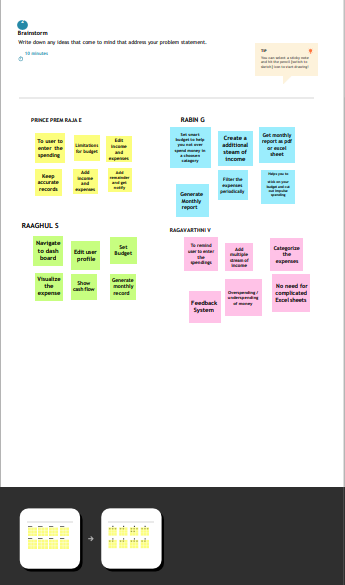 2
Brainstorm
Write down any ideas that come to mind that address your problem statement.
10 minutes
TIP
You can select a sticky note
and hit the pencil [switch to
sketch] icon to start drawing!
PRINCE PREM RAJA E
To user to
enter the
spending
Limitations
for budget
Edit
income
and
expenses
Keep
accurate
records
Add
income
and
expenses
Add
reminder
and get
notify
RABIN G
Set smart
budget to help
you not over
spend money in
a choosen
category
Create a
additional
steam of
income
Get monthly
report as pdf
or excel
sheet
Generate
Monthly
report
Filter the
expenses
periodically
Helps you to
stick on your
budget and cut
out impulse
spending
RAAGHUL S
Navigate
to dash
board
Edit user
profile
Set
Budget
Visualize
the
expense
Show
cash flow
Generate
monthly
record
RAGAVARTHINI V
To remind
user to enter
the
spendings
Add
multiple
stream of
income
Categorize
the
expenses
Feedback
System
Overspending /
underspending
of money
No need for
complicated
Excel sheets